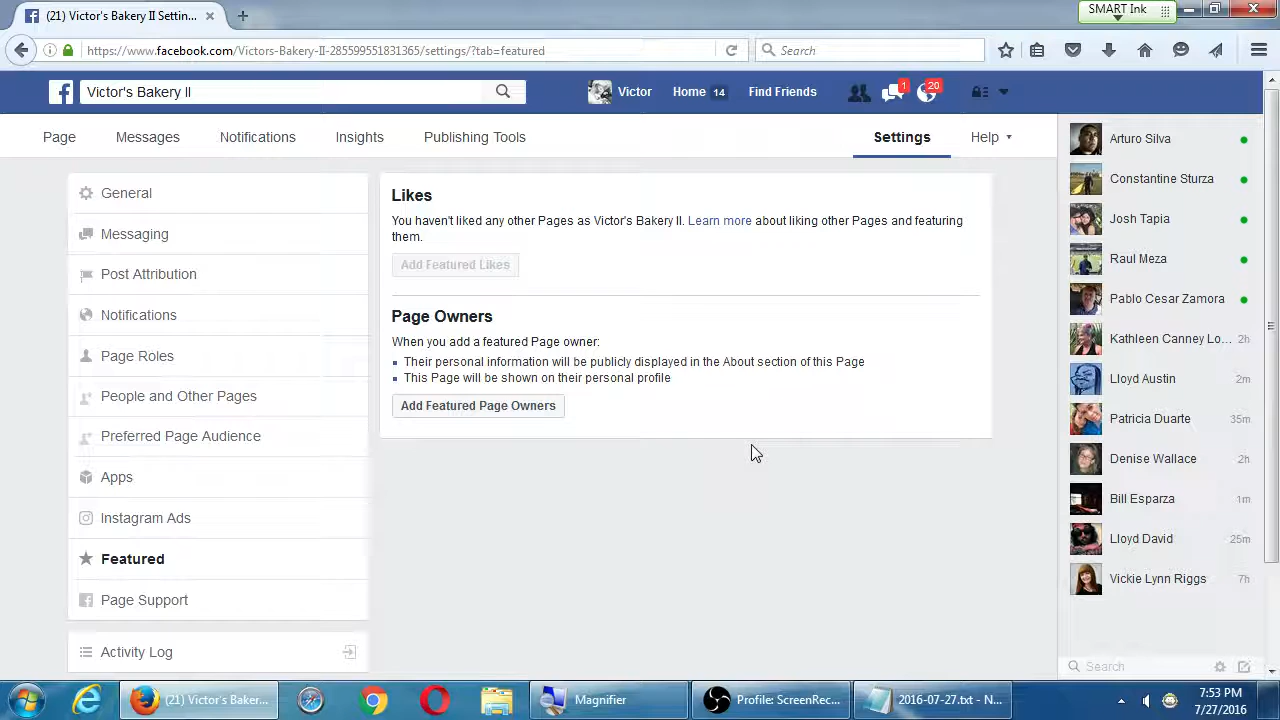 (21) Victor's Bakery II Settin...
SMART Ink
https://www.facebook.com/Victors-Bakery-II-285599551831365/settings/?tab=featured
Search
Victor's Bakery II
Victor
Home 14
Find Friends
1
20
Page
Messages
Notifications
Insights
Publishing Tools
Settings
Help
General
Messaging
Post Attribution
Notifications
Page Roles
People and Other Pages
Preferred Page Audience
Apps
Instagram Ads
Featured
Page Support
Activity Log
Likes
You haven't liked any other Pages as Victor's Bakery II. Learn more about liking other Pages and featuring
them.
Add Featured Likes
Page Owners
When you add a featured Page owner:
Their personal information will be publicly displayed in the About section of this Page
This Page will be shown on their personal profile
Add Featured Page Owners
Arturo Silva
Constantine Sturza
Josh Tapia
Raul Meza
Pablo Cesar Zamora
Kathleen Canney Lo... 2h
Lloyd Austin 2m
Patricia Duarte 35m
Denise Wallace 2h
Bill Esparza 1m
Lloyd David 25m
Vickie Lynn Riggs 7h
Search
(21) Victor's Baker...
Magnifier
Profile: ScreenRec...
2016-07-27.txt - N...
7:53 PM
7/27/2016